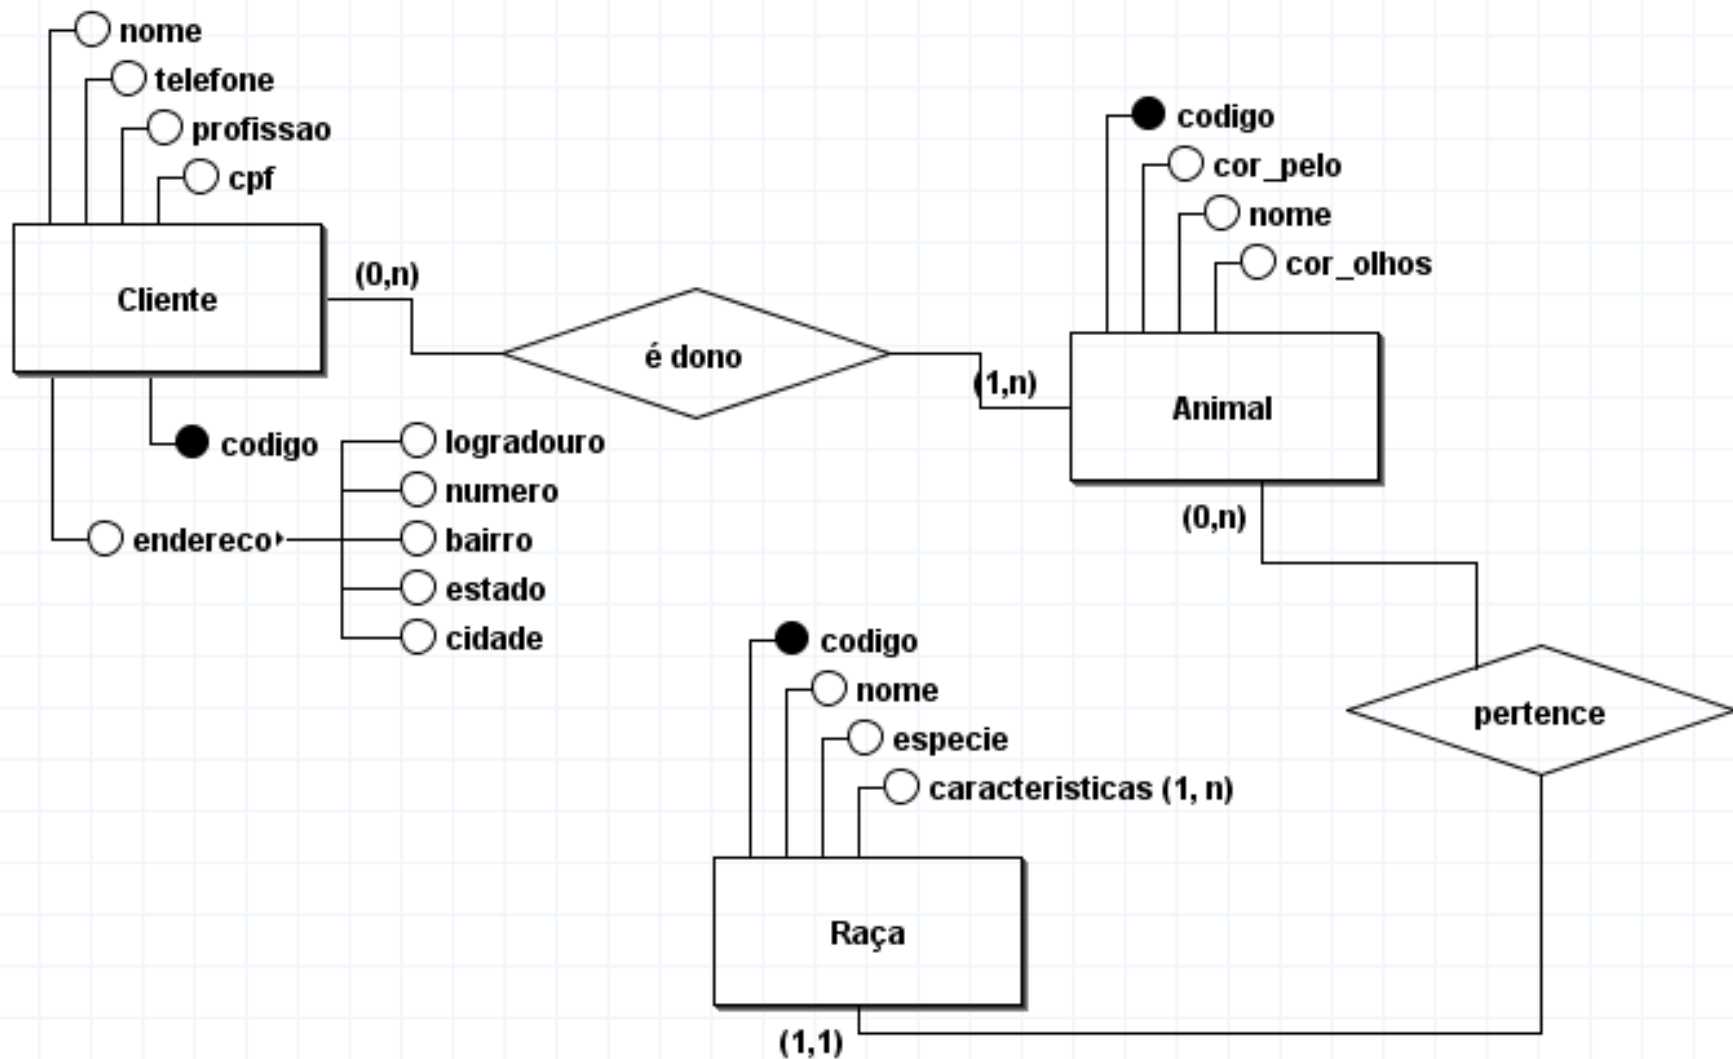 nome
telefone
profissao
cpf
Cliente
(0,n)
é dono
(1,n)
codigo
cor_pelo
nome
cor_olhos
Animal
(0,n)
codigo
endereco
logradouro
numero
bairro
estado
cidade
pertence
codigo
nome
especie
caracteristicas (1, n)
Raça
(1,1)